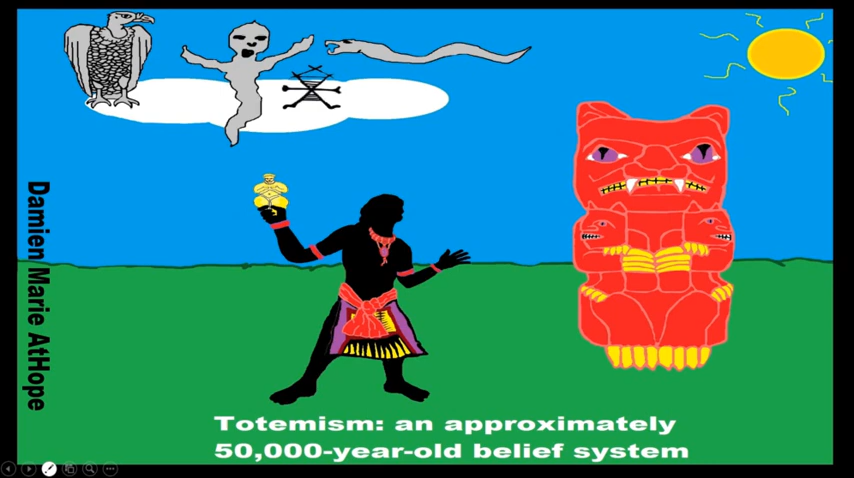 Damien Marie AtHope
Totemism: an approximately
50,000-year-old belief system